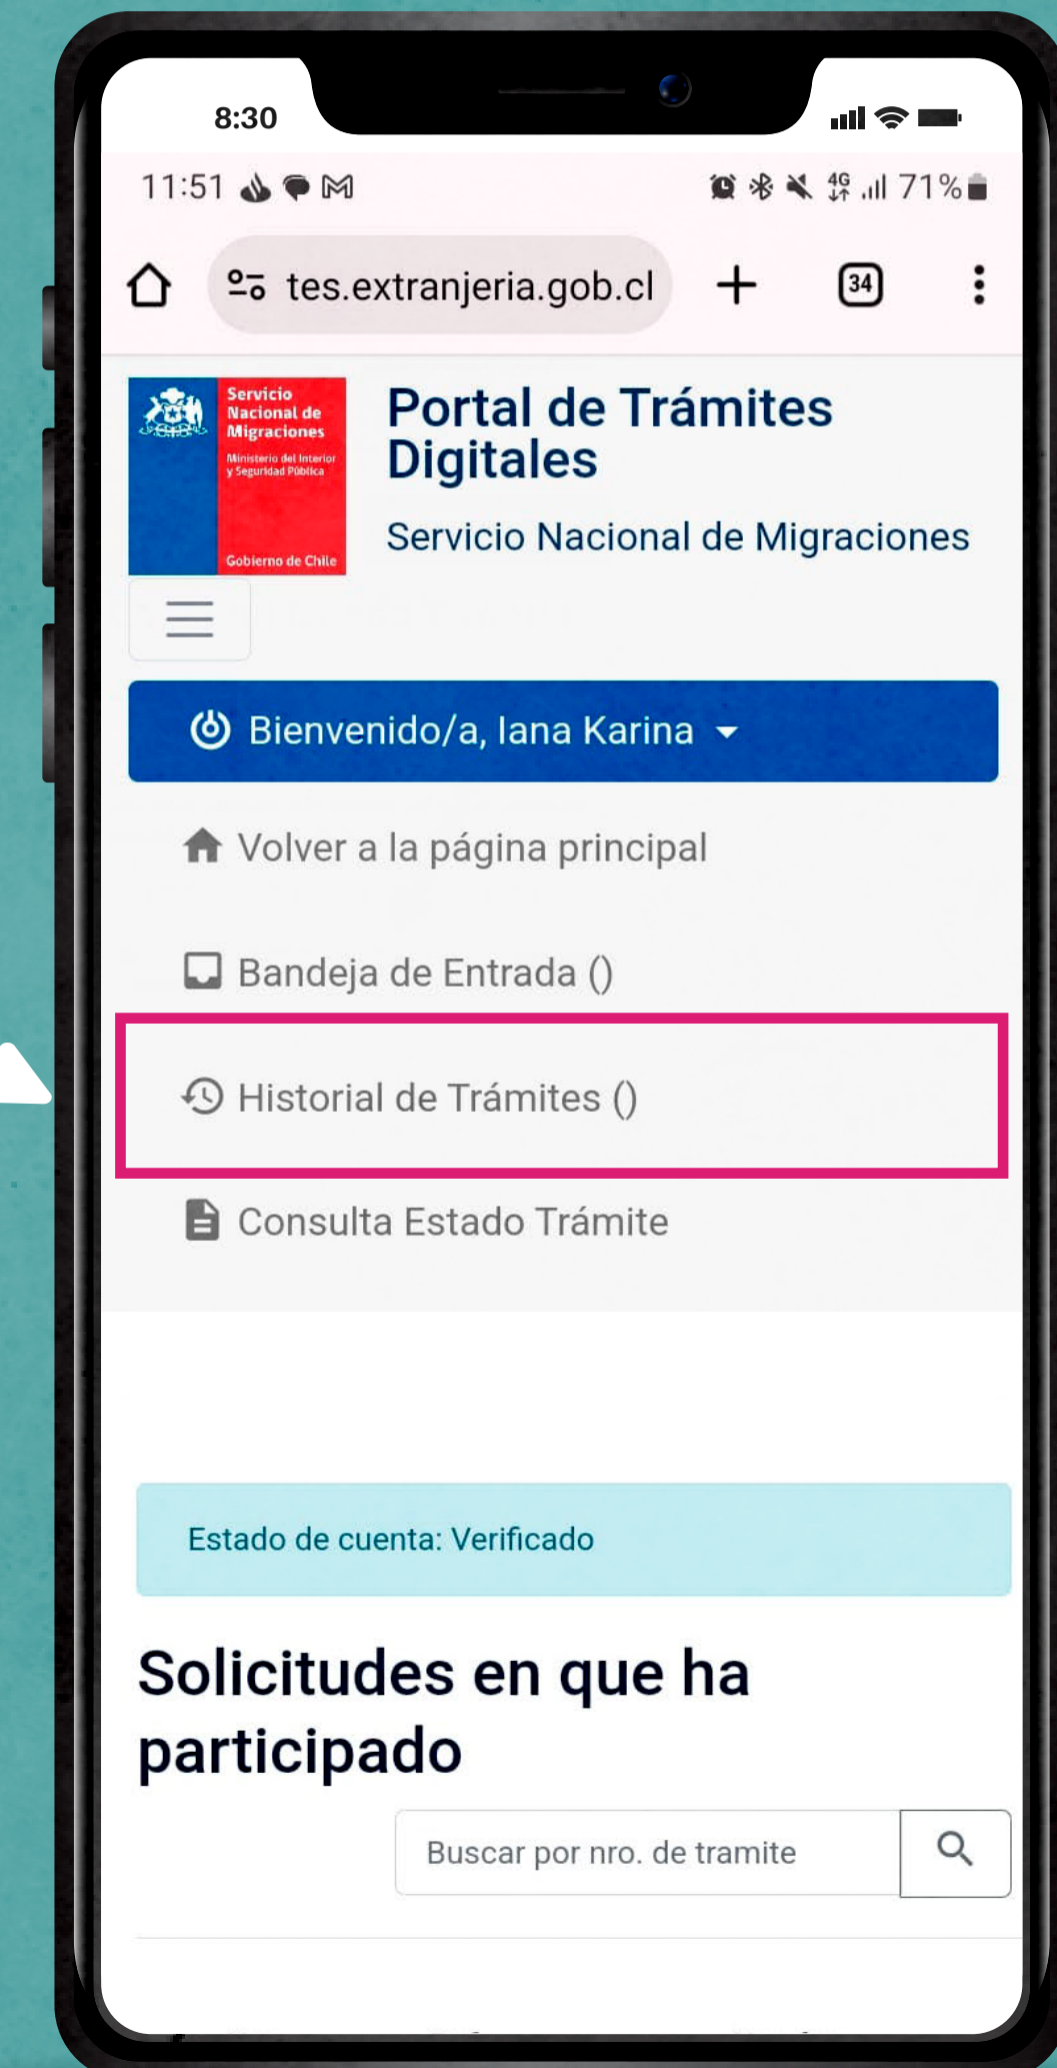 8:30
11:51 4G 71%
tes.extranjeria.gob.cl 34
Servicio
Nacional de
Migraciones
Ministerio del Interior
y Seguridad Pública
Gobierno de Chile
Portal de Trámites
Digitales
Servicio Nacional de Migraciones
Bienvenido/a, Iana Karina
Volver a la página principal
Bandeja de Entrada ()
Historial de Trámites ()
Consulta Estado Trámite
Estado de cuenta: Verificado
Solicitudes en que ha
participado
Buscar por nro. de tramite